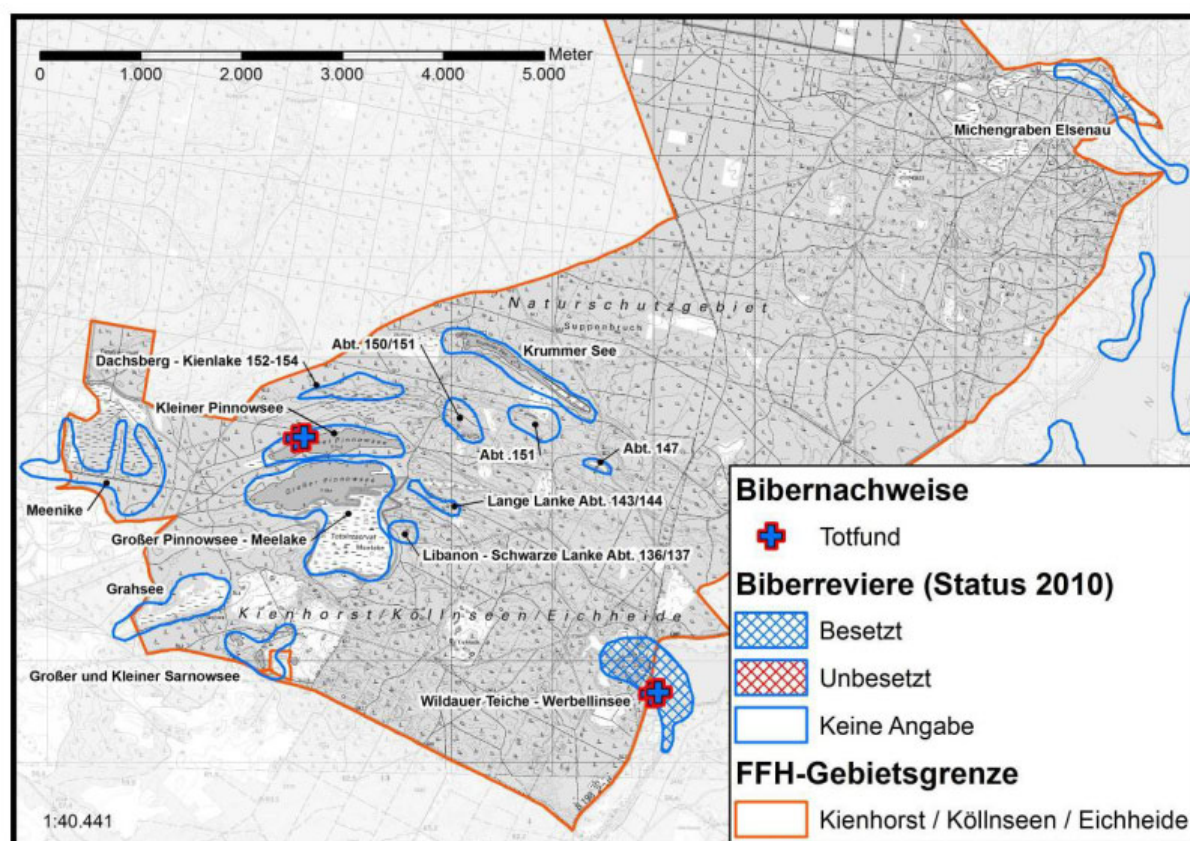 Meter
0 1.000 2.000 3.000 4.000 5.000
Michengraben Elsenau
Naturschutzgebiet
Suppenbruch
Abt. 150/151
Krummer See
Dachsberg - Kienlake 152-154
Kleiner Pinnowsee
Abt .151
Abt. 147
Großer Pinnowsee
Meenike
Lange Lanke Abt. 143/144
Großer Pinnowsee - Meelake
Totalreservat
Meelake
Libanon - Schwarze Lanke Abt. 136/137
Grahsee
Kienhorst/Köllnseen/Eichheide
Großer und Kleiner Sarnowsee
Wildauer Teiche - Werbellinsee
1:40.441
Bibernachweise
Totfund
Biberreviere (Status 2010)
Besetzt
Unbesetzt
Keine Angabe
FFH-Gebietsgrenze
Kienhorst / Köllnseen / Eichheide